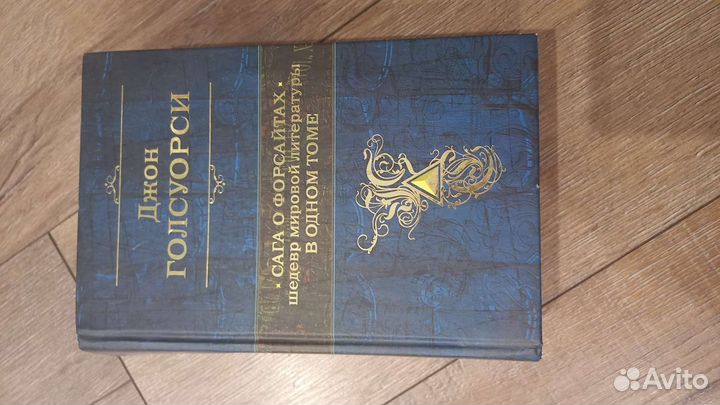 Джон
ГОЛСУОРСИ
• САГА О ФОРСАЙТАХ •
шедевр мировой литературы
В ОДНОМ ТОМЕ
Avito